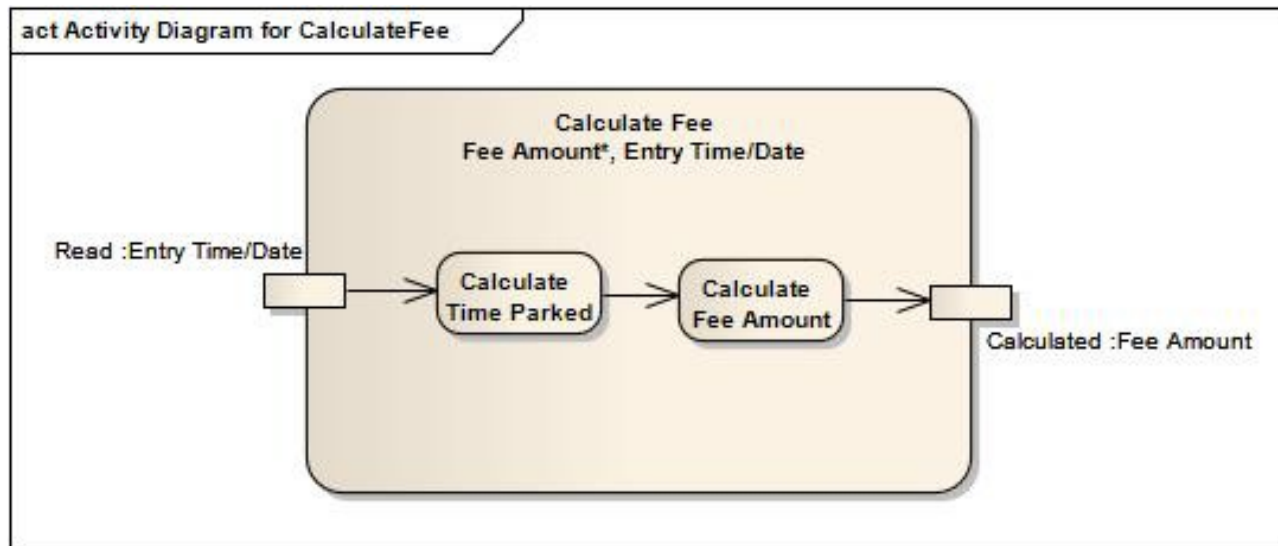 act Activity Diagram for CalculateFee
Calculate Fee
Fee Amount*, Entry Time/Date
Read :Entry Time/Date
Calculate
Time Parked
Calculate
Fee Amount
Calculated :Fee Amount